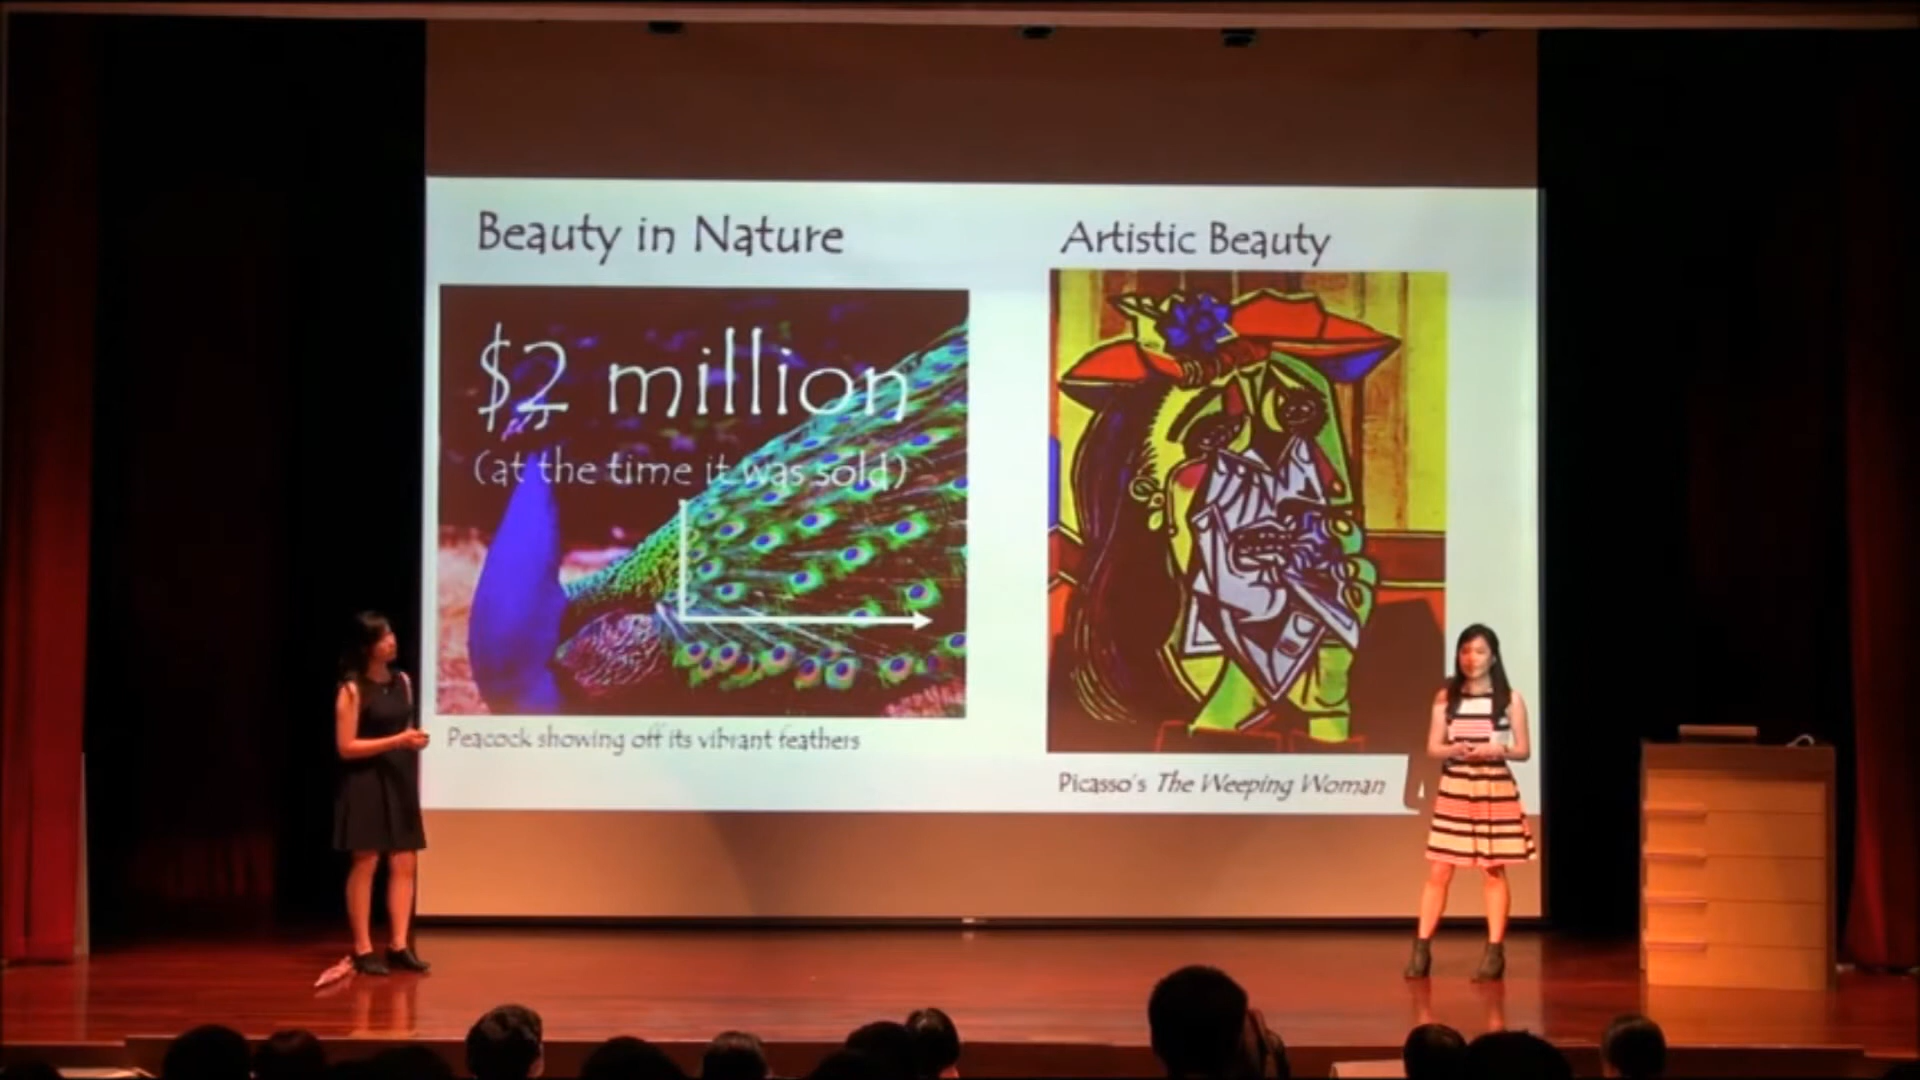 Beauty in Nature
Artistic Beauty
$2 million
(at the time it was sold)
Peacock showing off its vibrant feathers
Picasso's The Weeping Woman